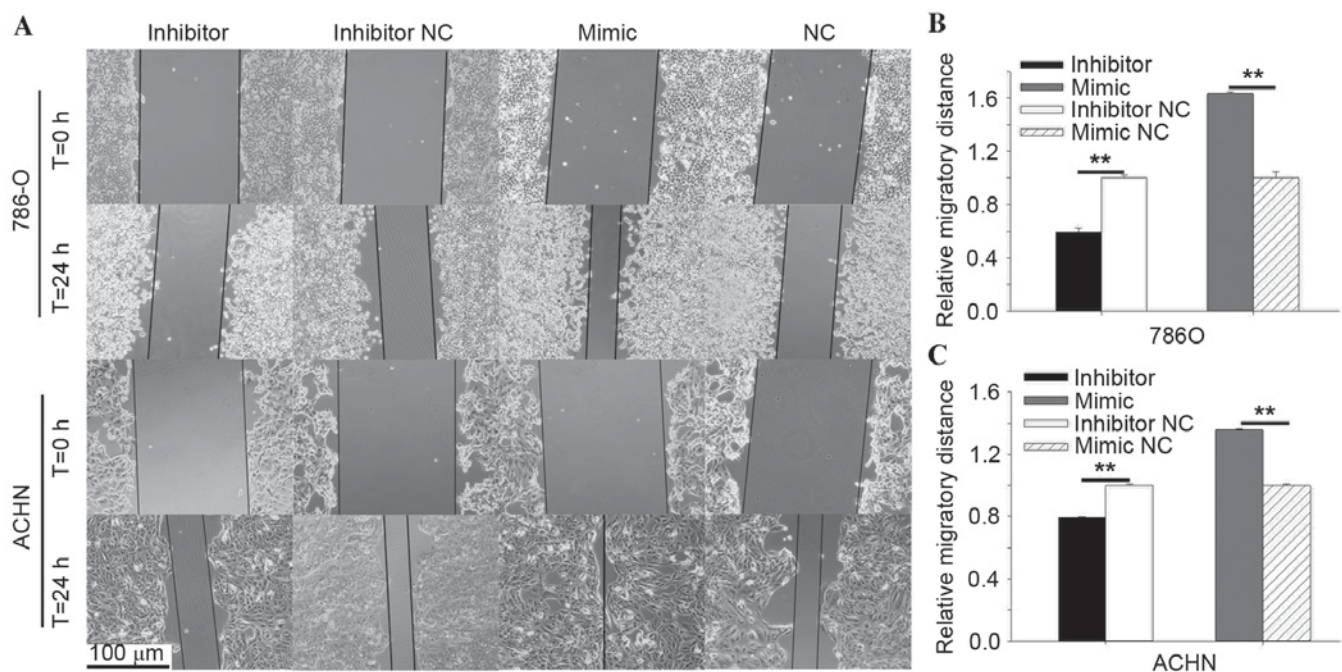 A
Inhibitor
Inhibitor NC
Mimic
NC
786-O
T=0 h
T=24 h
ACHN
T=0 h
T=24 h
100 μm
B
Relative migratory distance
1.6
1.2
0.8
0.4
0.0
Inhibitor
Mimic
Inhibitor NC
Mimic NC
**
**
786O
C
Relative migratory distance
1.6
1.2
0.8
0.4
0.0
Inhibitor
Mimic
Inhibitor NC
Mimic NC
**
**
ACHN